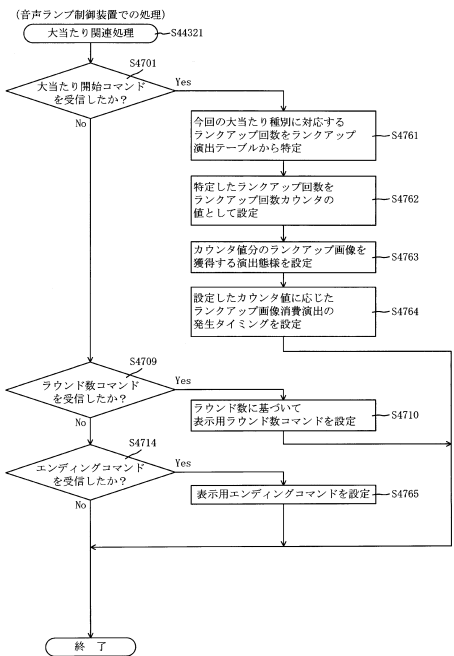 (音声ランプ制御装置での処理)
大当たり関連処理
S44321
S4701
大当たり開始コマンド
を受信したか？
Yes
No
今回の大当たり種別に対応する
ランクアップ回数をランクアップ
演出テーブルから特定
S4761
特定したランクアップ回数を
ランクアップ回数カウンタの
値として設定
S4762
カウンタ値分のランクアップ画像を
獲得する演出態様を設定
S4763
設定したカウンタ値に応じた
ランクアップ画像消費演出の
発生タイミングを設定
S4764
S4709
ラウンド数コマンド
を受信したか？
Yes
No
ラウンド数に基づいて
表示用ラウンド数コマンドを設定
S4710
S4714
エンディングコマンド
を受信したか？
Yes
No
表示用エンディングコマンドを設定
S4765
終 了